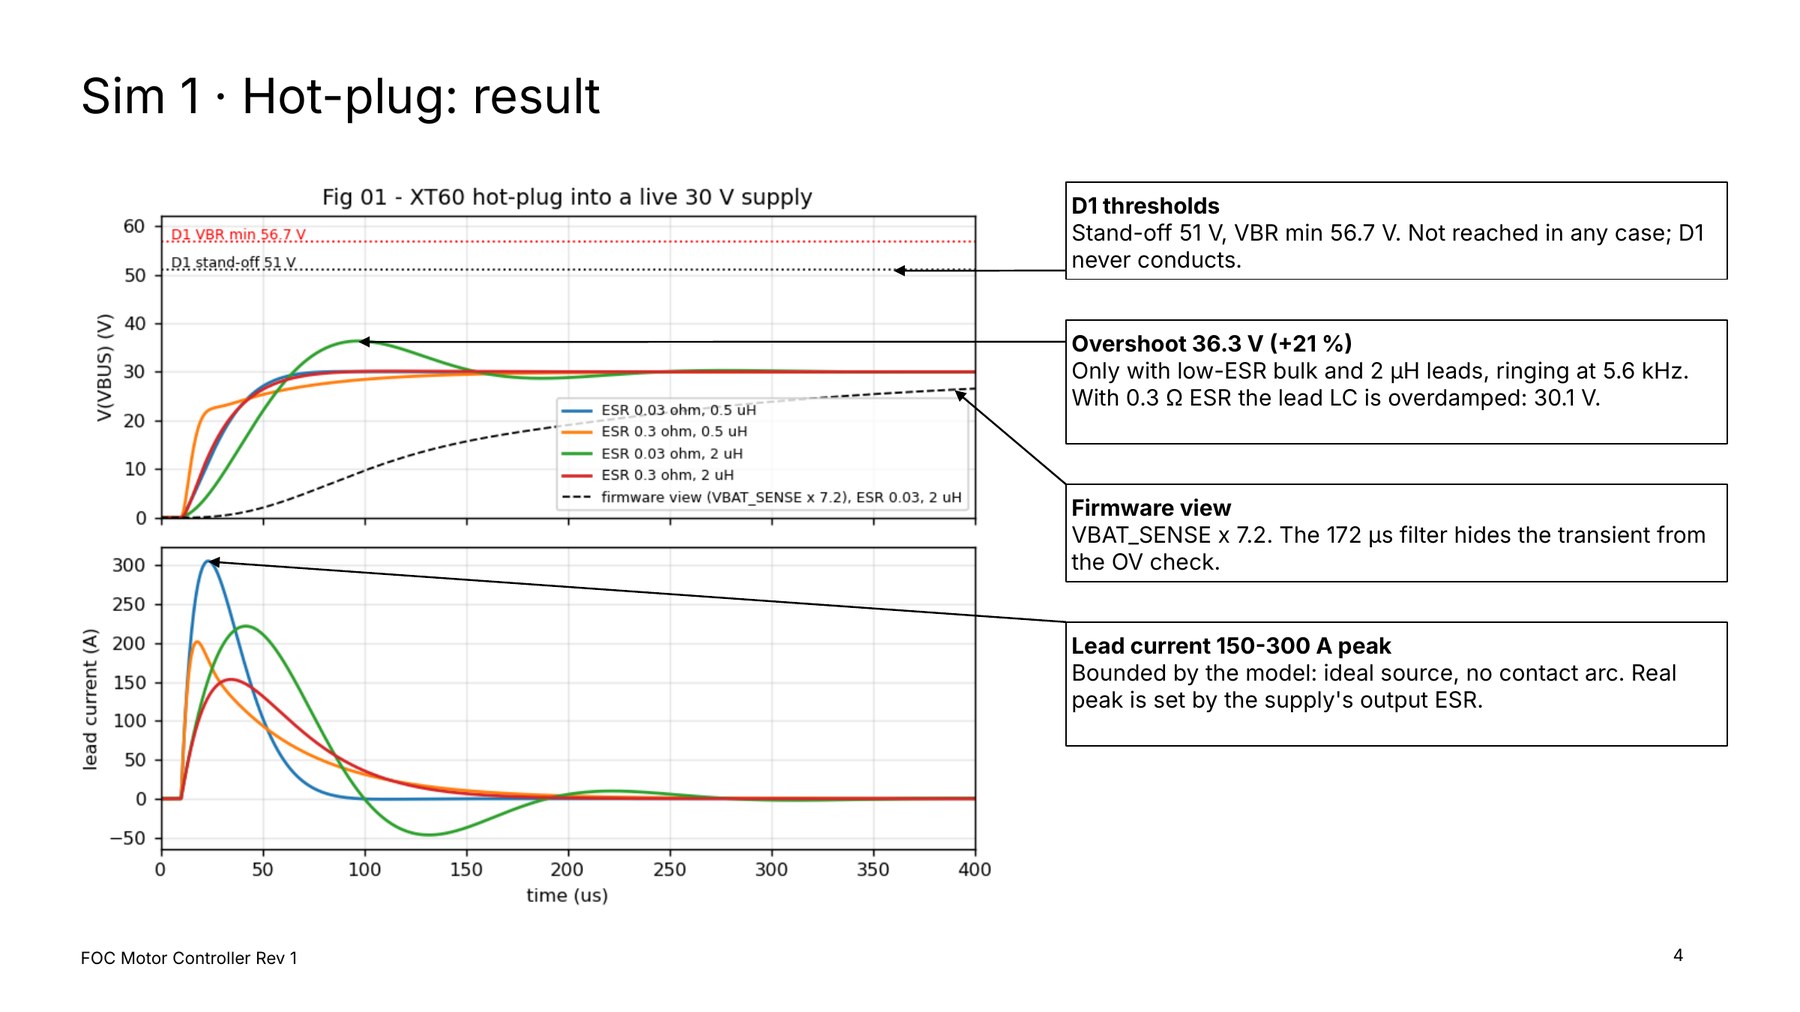 Sim 1 · Hot-plug: result
Fig 01 - XT60 hot-plug into a live 30 V supply
V(VBUS) (V)
60
50
40
30
20
10
0
D1 VBR min 56.7 V
D1 stand-off 51 V
ESR 0.03 ohm, 0.5 uH
ESR 0.3 ohm, 0.5 uH
ESR 0.03 ohm, 2 uH
ESR 0.3 ohm, 2 uH
firmware view (VBAT_SENSE x 7.2), ESR 0.03, 2 uH
lead current (A)
300
250
200
150
100
50
0
−50
0 50 100 150 200 250 300 350 400
time (us)
D1 thresholds
Stand-off 51 V, VBR min 56.7 V. Not reached in any case; D1
never conducts.
Overshoot 36.3 V (+21 %)
Only with low-ESR bulk and 2 µH leads, ringing at 5.6 kHz.
With 0.3 Ω ESR the lead LC is overdamped: 30.1 V.
Firmware view
VBAT_SENSE x 7.2. The 172 µs filter hides the transient from
the OV check.
Lead current 150-300 A peak
Bounded by the model: ideal source, no contact arc. Real
peak is set by the supply's output ESR.
FOC Motor Controller Rev 1
4